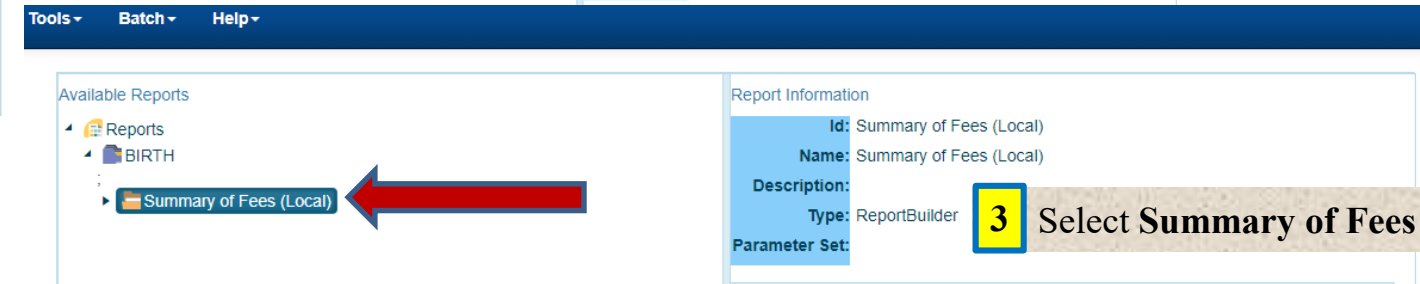 Tools Batch Help
Available Reports
Reports
BIRTH
;
Summary of Fees (Local)
Report Information
Id: Summary of Fees (Local)
Name: Summary of Fees (Local)
Description:
Type: ReportBuilder
Parameter Set:
3 Select Summary of Fees